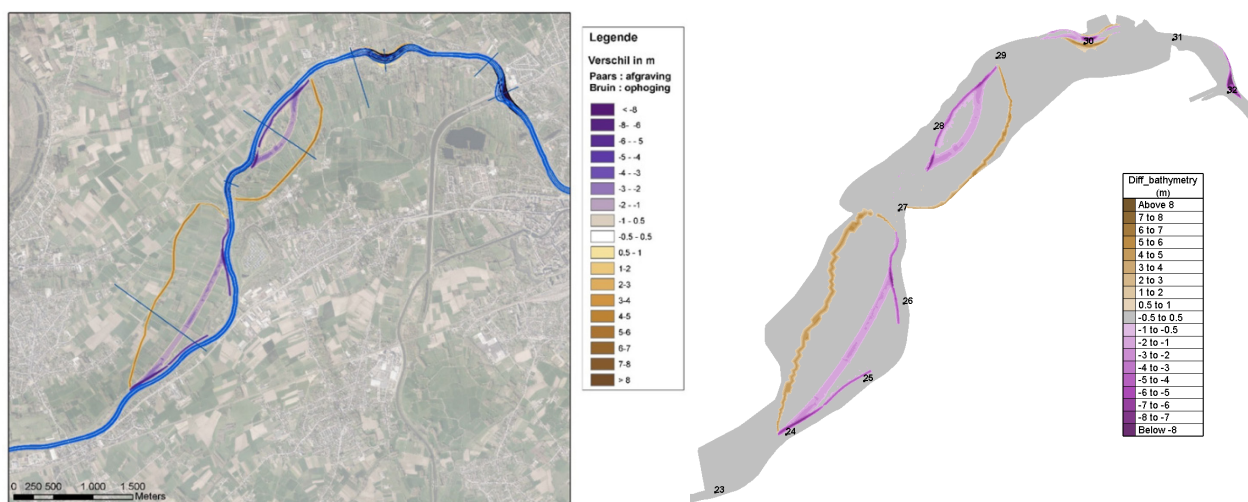 Legende
Verschil in m
Paars : afgraving
Bruin : ophoging
< -8
-8- -6
-6 - -5
-5 - -4
-4 - -3
-3 - -2
-2 - -1
-1 - 0.5
-0.5 - 0.5
0.5 - 1
1-2
2-3
3-4
4-5
5-6
6-7
7-8
> 8
0 250 500 1.000 1.500
Meters
30
31
29
32
28
27
26
25
24
23
Diff_bathymetry
(m)
Above 8
7 to 8
6 to 7
5 to 6
4 to 5
3 to 4
2 to 3
1 to 2
0.5 to 1
-0.5 to 0.5
-1 to -0.5
-2 to -1
-3 to -2
-4 to -3
-5 to -4
-6 to -5
-7 to -6
-8 to -7
Below -8